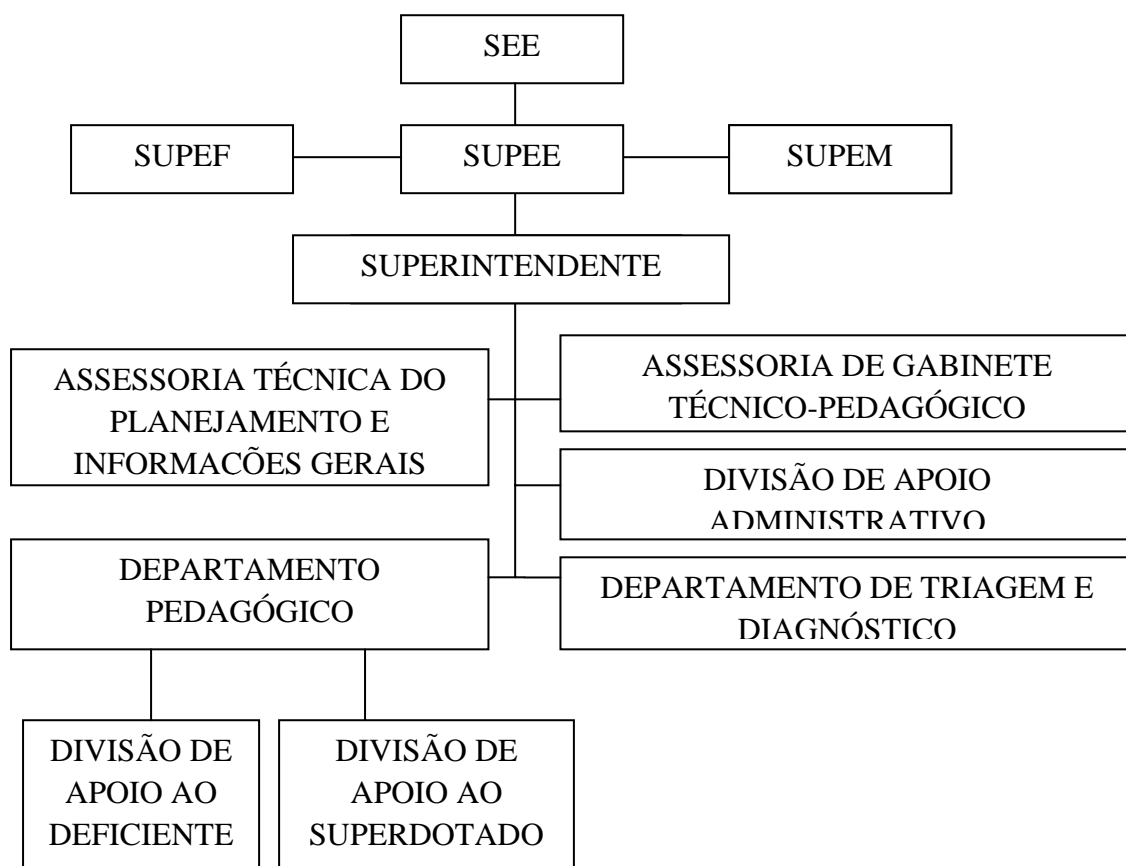 SEE
SUPEF
SUPEE
SUPEM
SUPERINTENDENTE
ASSESSORIA TÉCNICA DO
PLANEJAMENTO E
INFORMACÕES GERAIS
ASSESSORIA DE GABINETE
TÉCNICO-PEDAGÓGICO
DIVISÃO DE APOIO
ADMINISTRATIVO
DEPARTAMENTO
PEDAGÓGICO
DEPARTAMENTO DE TRIAGEM E
DIAGNÓSTICO
DIVISÃO DE
APOIO AO
DEFICIENTE
DIVISÃO DE
APOIO AO
SUPERDOTADO